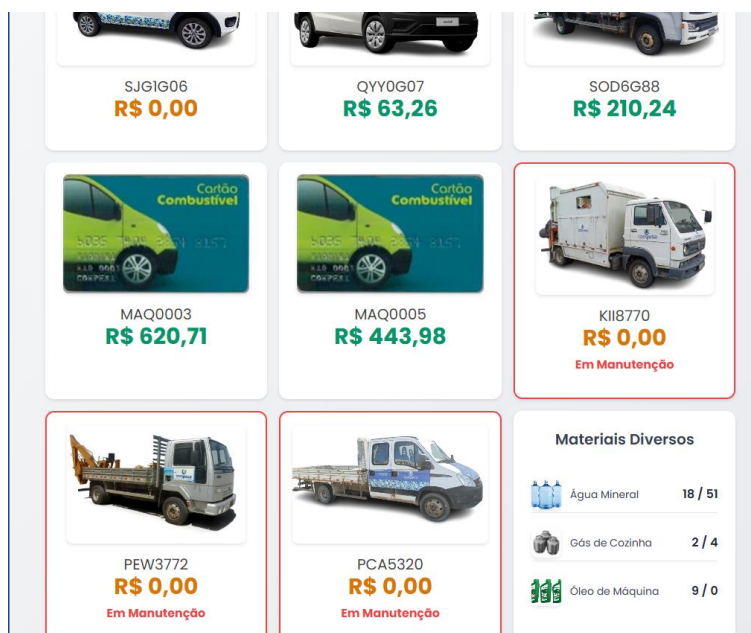 SJG1G06
R$ 0,00
QYY0G07
R$ 63,26
SOD6G88
R$ 210,24
Cartão
Combustível
MAQ0003
R$ 620,71
Cartão
Combustível
MAQ0005
R$ 443,98
KII8770
R$ 0,00
Em Manutenção
PEW3772
R$ 0,00
Em Manutenção
PCA5320
R$ 0,00
Em Manutenção
Materiais Diversos
Água Mineral 18 / 51
Gás de Cozinha 2 / 4
Óleo de Máquina 9 / 0